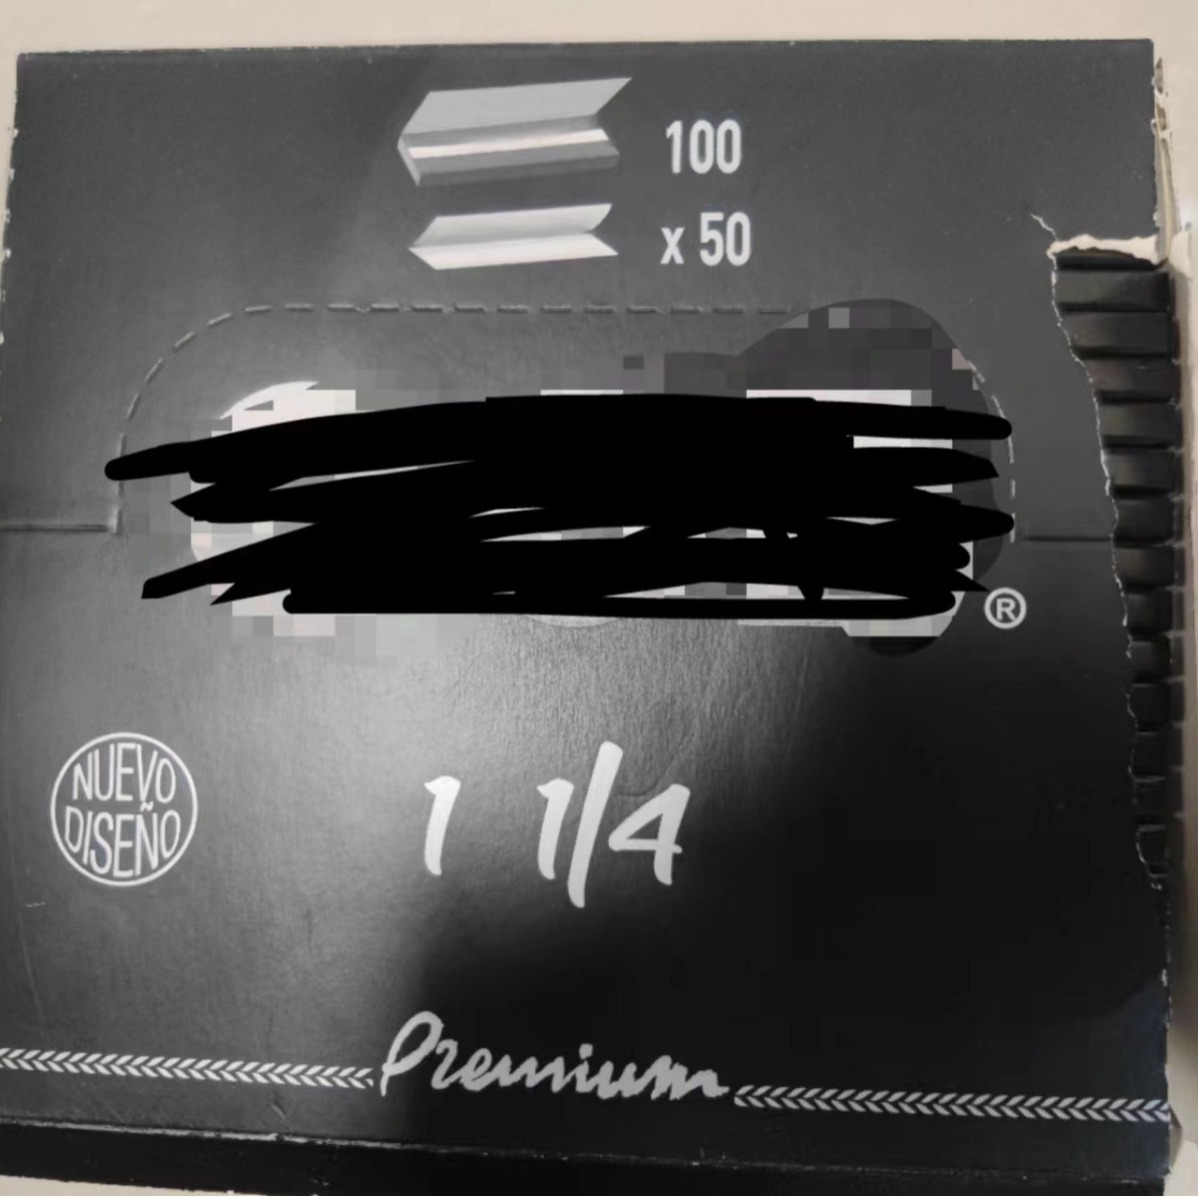 100
x 50
®
NUEVO
DISEÑO
1 1/4
Premium